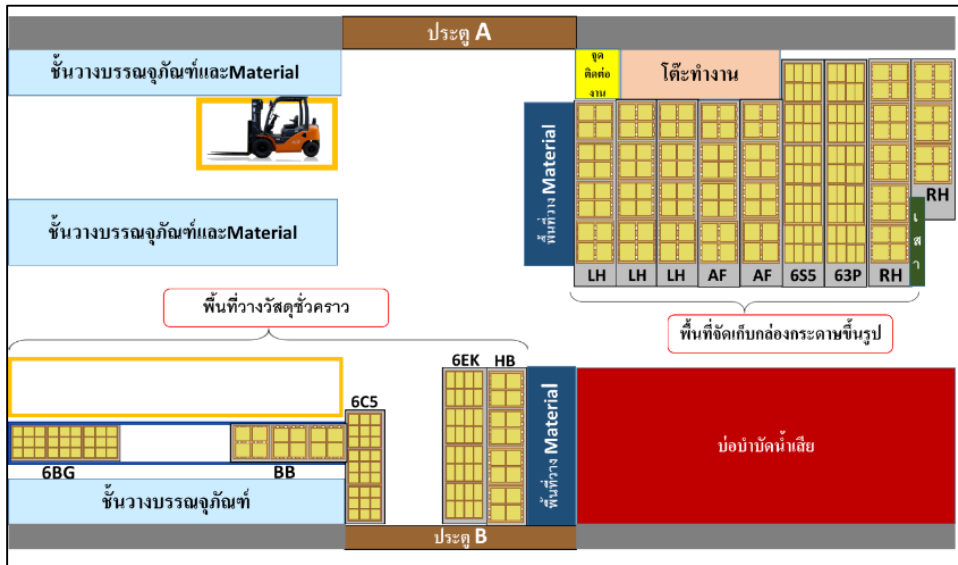 ประตู A
ชั้นวางบรรณจุภัณฑ์และMaterial
จุด
ติดต่อ
งาน
โต๊ะทำงาน
พื้นที่วาง Material
ชั้นวางบรรณจุภัณฑ์และMaterial
RH
เสา
LH LH LH AF AF 6S5 63P RH
พื้นที่วางวัสดุชั่วคราว
พื้นที่จัดเก็บกล่องกระดาษขึ้นรูป
6EK HB
6C5
พื้นที่วาง Material
บ่อบำบัดน้ำเสีย
6BG BB
ชั้นวางบรรณจุภัณฑ์
ประตู B